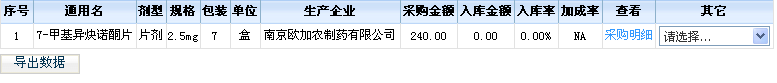 序号 通用名 剂型 规格 包装 单位 生产企业 采购金额 入库金额 入库率 加成率 查看 其它
1 7-甲基异炔诺酮片 片剂 2.5mg 7 盒 南京欧加农制药有限公司 240.00 0.00 0.00% NA 采购明细 请选择...
导出数据